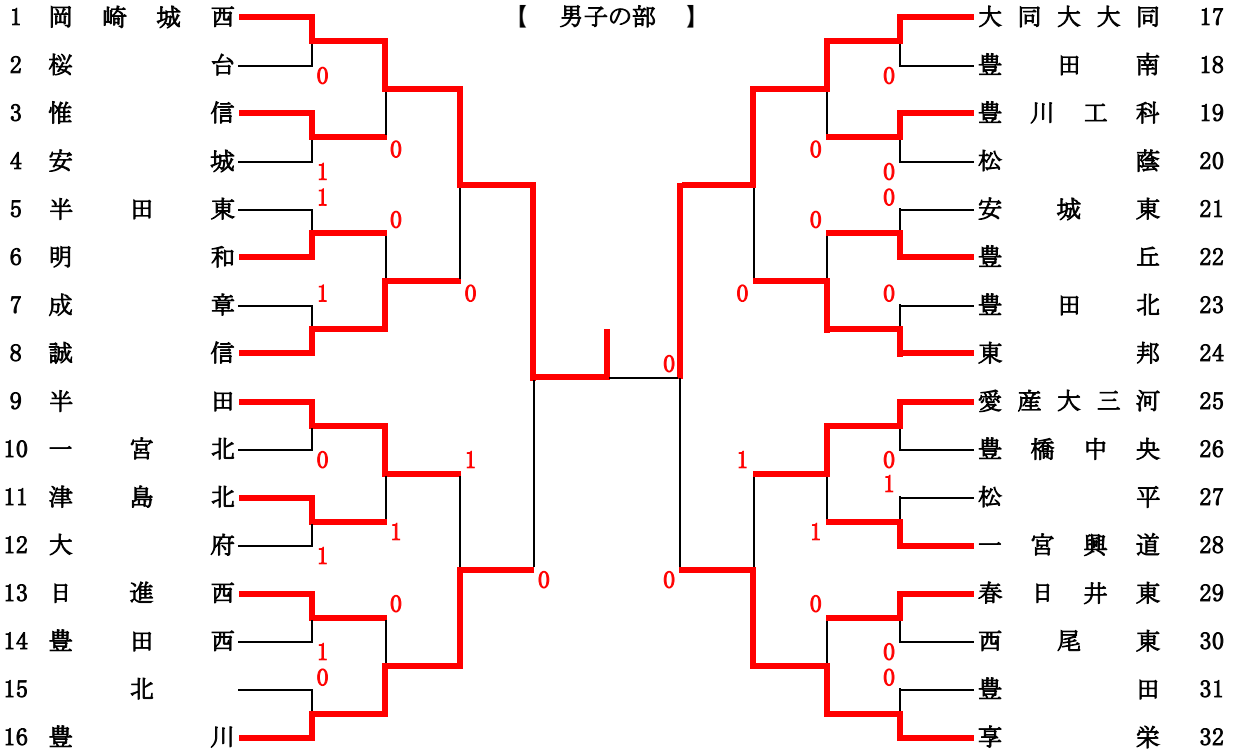 【 男子の部 】
1 岡崎城西
2 桜台
0
3 惟信
0
4 安城
1
1
5 半田東
0
6 明和
7 成章
1
0
8 誠信
9 半田
10 一宮北
0
1
11 津島北
1
12 大府
1
0
13 日進西
0
14 豊田西
1
0
15 北
16 豊川
大同大大同 17
豊田南 18
0
豊川工科 19
0
松蔭 20
0
0
安城東 21
0
豊丘 22
豊田北 23
0
0
東邦 24
0
愛産大三河 25
豊橋中央 26
0
1
1
松平 27
1
一宮興道 28
0
春日井東 29
0
西尾東 30
0
0
豊田 31
享栄 32